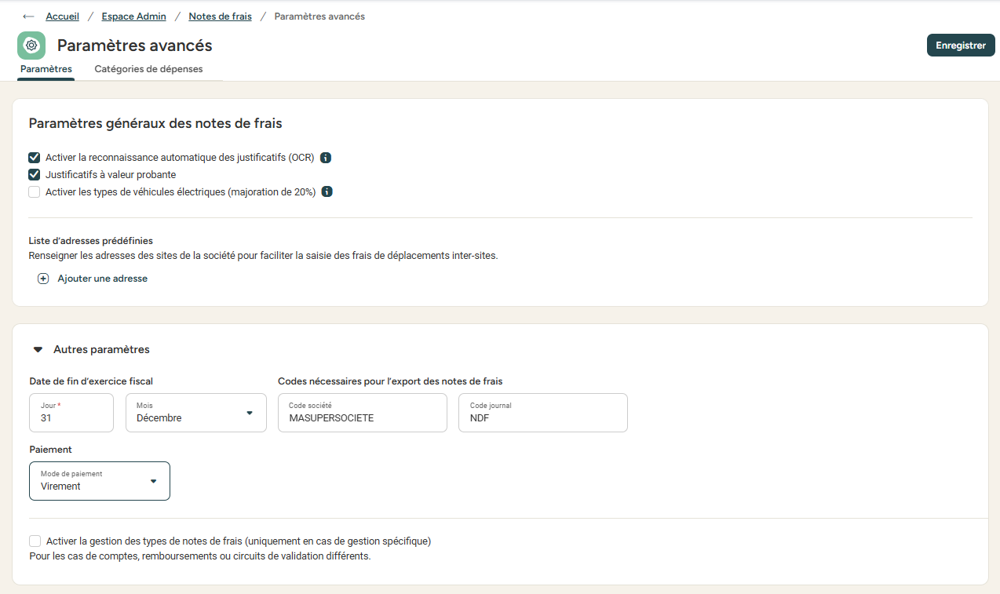 Accueil / Espace Admin / Notes de frais / Paramètres avancés
Paramètres avancés
Enregistrer
Paramètres
Catégories de dépenses
Paramètres généraux des notes de frais
Activer la reconnaissance automatique des justificatifs (OCR)
Justificatifs à valeur probante
Activer les types de véhicules électriques (majoration de 20%)
Liste d’adresses prédéfinies
Renseigner les adresses des sites de la société pour faciliter la saisie des frais de déplacements inter-sites.
Ajouter une adresse
Autres paramètres
Date de fin d’exercice fiscal
Jour *
31
Mois
Décembre
Codes nécessaires pour l’export des notes de frais
Code société
MASUPERSOCIETE
Code journal
NDF
Paiement
Mode de paiement
Virement
Activer la gestion des types de notes de frais (uniquement en cas de gestion spécifique)
Pour les cas de comptes, remboursements ou circuits de validation différents.